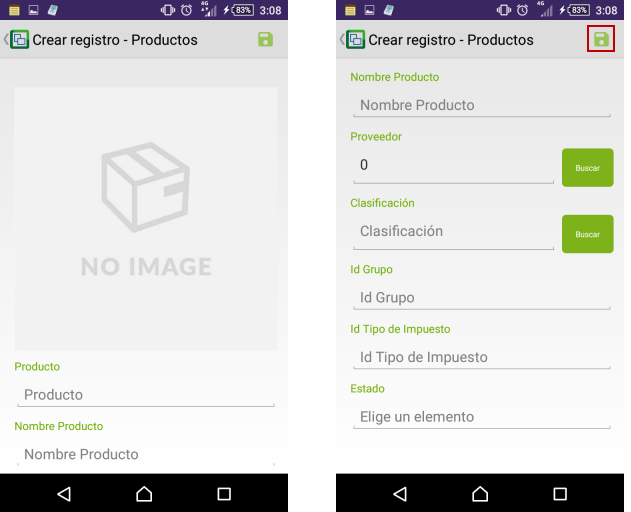 4G 83% 3:08
Crear registro - Productos
NO IMAGE
Producto
Producto
Nombre Producto
Nombre Producto
4G 83% 3:08
Crear registro - Productos
Nombre Producto
Nombre Producto
Proveedor
0 Buscar
Clasificación
Clasificación Buscar
Id Grupo
Id Grupo
Id Tipo de Impuesto
Id Tipo de Impuesto
Estado
Elige un elemento